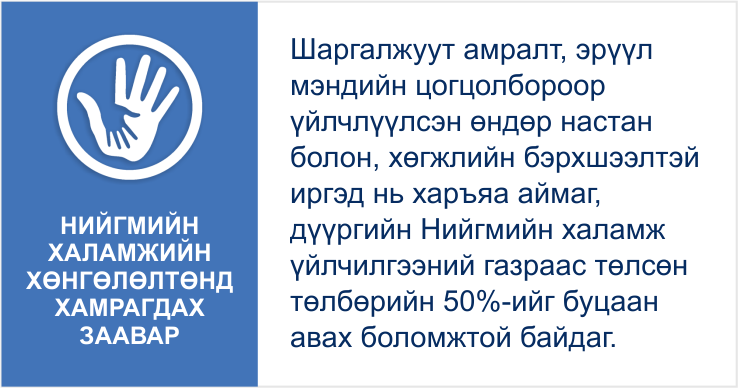 НИЙГМИЙН
ХАЛАМЖИЙН
ХӨНГӨЛӨЛТӨНД
ХАМРАГДАХ
ЗААВАР
Шаргалжуут амралт, эрүүл
мэндийн цогцолбороор
үйлчлүүлсэн өндөр настан
болон, хөгжлийн бэрхшээлтэй
иргэд нь харъяа аймаг,
дүүргийн Нийгмийн халамж
үйлчилгээний газраас төлсөн
төлбөрийн 50%-ийг буцаан
авах боломжтой байдаг.